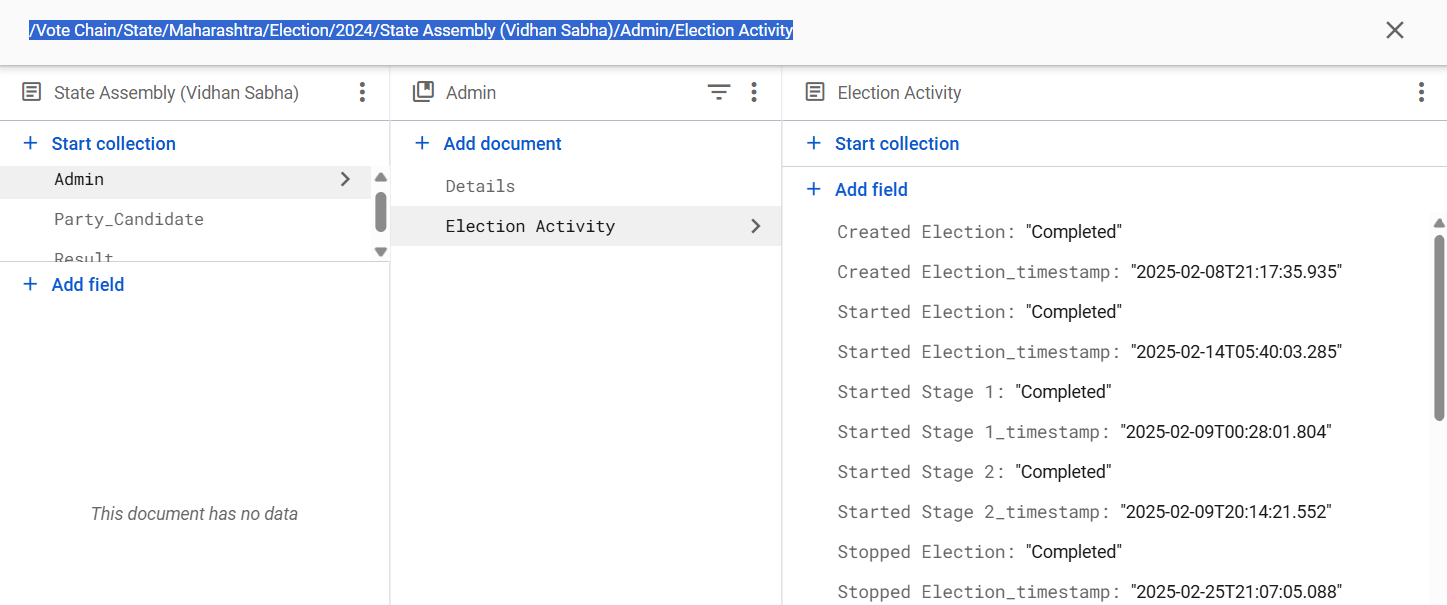 /Vote Chain/State/Maharashtra/Election/2024/State Assembly (Vidhan Sabha)/Admin/Election Activity
State Assembly (Vidhan Sabha)
Start collection
Admin
Party_Candidate
Result
Add field
This document has no data
Admin
Add document
Details
Election Activity
Election Activity
Start collection
Add field
Created Election: "Completed"
Created Election_timestamp: "2025-02-08T21:17:35.935"
Started Election: "Completed"
Started Election_timestamp: "2025-02-14T05:40:03.285"
Started Stage 1: "Completed"
Started Stage 1_timestamp: "2025-02-09T00:28:01.804"
Started Stage 2: "Completed"
Started Stage 2_timestamp: "2025-02-09T20:14:21.552"
Stopped Election: "Completed"
Stopped Election_timestamp: "2025-02-25T21:07:05.088"